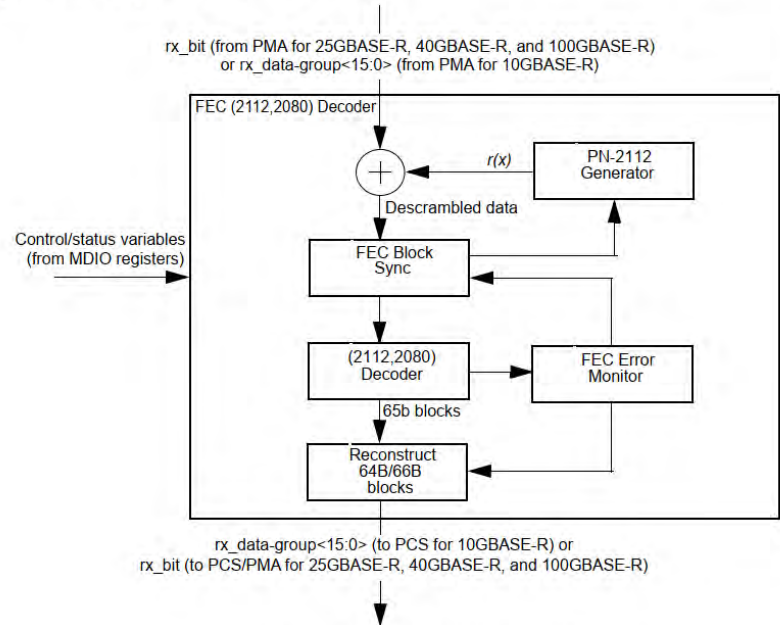 rx_bit (from PMA for 25GBASE-R, 40GBASE-R, and 100GBASE-R)
or rx_data-group<15:0> (from PMA for 10GBASE-R)
FEC (2112,2080) Decoder
r(x)
PN-2112
Generator
Descrambled data
Control/status variables
(from MDIO registers)
FEC Block
Sync
(2112,2080)
Decoder
FEC Error
Monitor
65b blocks
Reconstruct
64B/66B
blocks
rx_data-group<15:0> (to PCS for 10GBASE-R) or
rx_bit (to PCS/PMA for 25GBASE-R, 40GBASE-R, and 100GBASE-R)